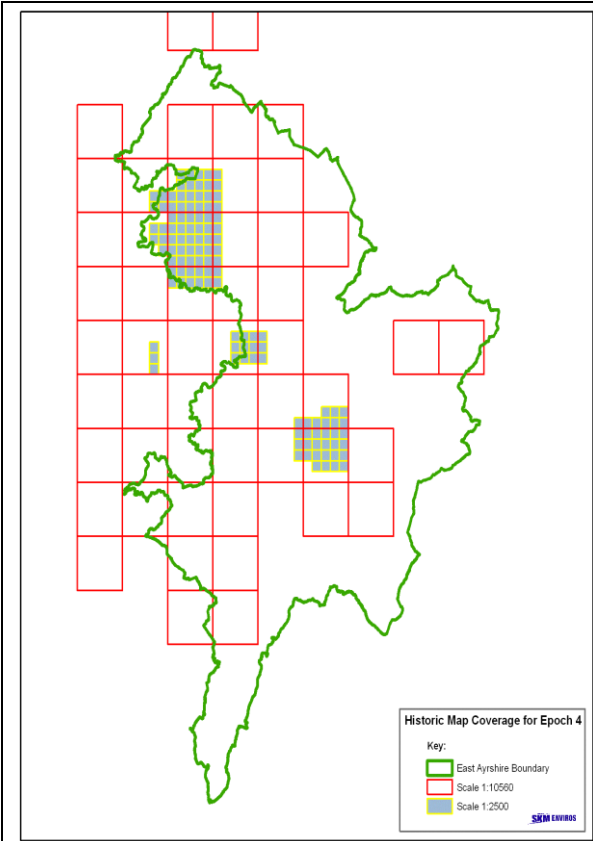 Historic Map Coverage for Epoch 4
Key:
East Ayrshire Boundary
Scale 1:10560
Scale 1:2500
SKM ENVIROS